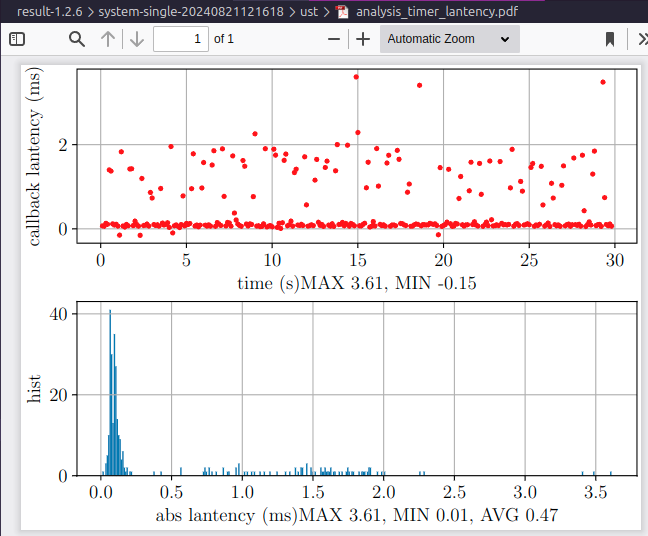 result-1.2.6 > system-single-20240821121618 > ust > analysis_timer_lantency.pdf
1 of 1 Automatic Zoom
callback lantency (ms)
2
0
0 5 10 15 20 25 30
time (s)MAX 3.61, MIN -0.15
hist
40
20
0
0.0 0.5 1.0 1.5 2.0 2.5 3.0 3.5
abs lantency (ms)MAX 3.61, MIN 0.01, AVG 0.47